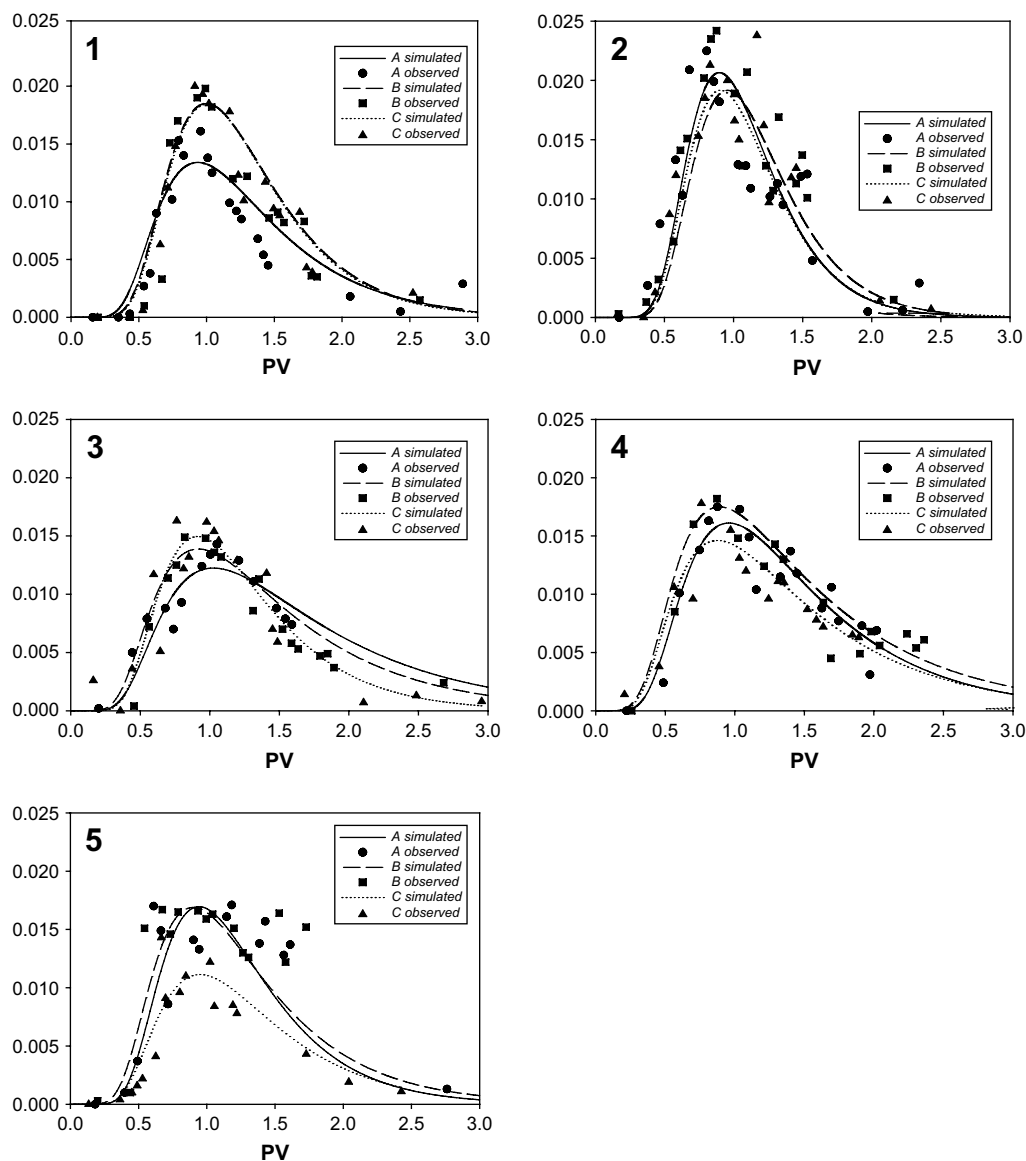 1
0.025
0.020
0.015
0.010
0.005
0.000
0.0 0.5 1.0 1.5 2.0 2.5 3.0
PV
A simulated
A observed
B simulated
B observed
C simulated
C observed
2
0.025
0.020
0.015
0.010
0.005
0.000
0.0 0.5 1.0 1.5 2.0 2.5 3.0
PV
A simulated
A observed
B simulated
B observed
C simulated
C observed
3
0.025
0.020
0.015
0.010
0.005
0.000
0.0 0.5 1.0 1.5 2.0 2.5 3.0
PV
A simulated
A observed
B simulated
B observed
C simulated
C observed
4
0.025
0.020
0.015
0.010
0.005
0.000
0.0 0.5 1.0 1.5 2.0 2.5 3.0
PV
A simulated
A observed
B simulated
B observed
C simulated
C observed
5
0.025
0.020
0.015
0.010
0.005
0.000
0.0 0.5 1.0 1.5 2.0 2.5 3.0
PV
A simulated
A observed
B simulated
B observed
C simulated
C observed